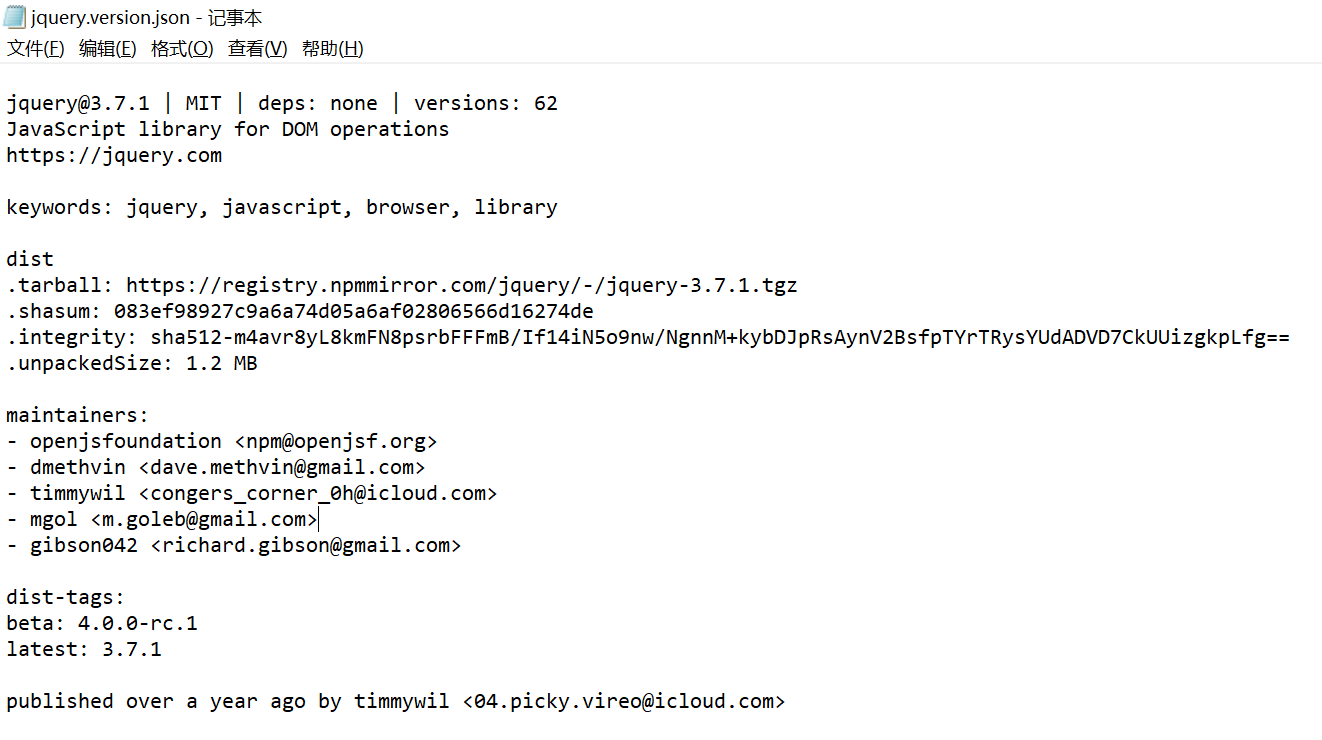 jquery.version.json - 记事本
文件(F) 编辑(E) 格式(O) 查看(V) 帮助(H)
jquery@3.7.1 | MIT | deps: none | versions: 62
JavaScript library for DOM operations
https://jquery.com
keywords: jquery, javascript, browser, library
dist
.tarball: https://registry.npmmirror.com/jquery/-/jquery-3.7.1.tgz
.shasum: 083ef98927c9a6a74d05a6af02806566d16274de
.integrity: sha512-m4avr8yL8kmFN8psrbFFFmB/If14iN5o9nw/NgnnM+kybDJpRsAynV2BsfpTYrTRysYUdADVD7CkUUizgkpLfg==
.unpackedSize: 1.2 MB
maintainers:
- openjsfoundation <npm@openjsf.org>
- dmethvin <dave.methvin@gmail.com>
- timmywil <congers_corner_0h@icloud.com>
- mgol <m.goleb@gmail.com>
- gibson042 <richard.gibson@gmail.com>
dist-tags:
beta: 4.0.0-rc.1
latest: 3.7.1
published over a year ago by timmywil <04.picky.vireo@icloud.com>